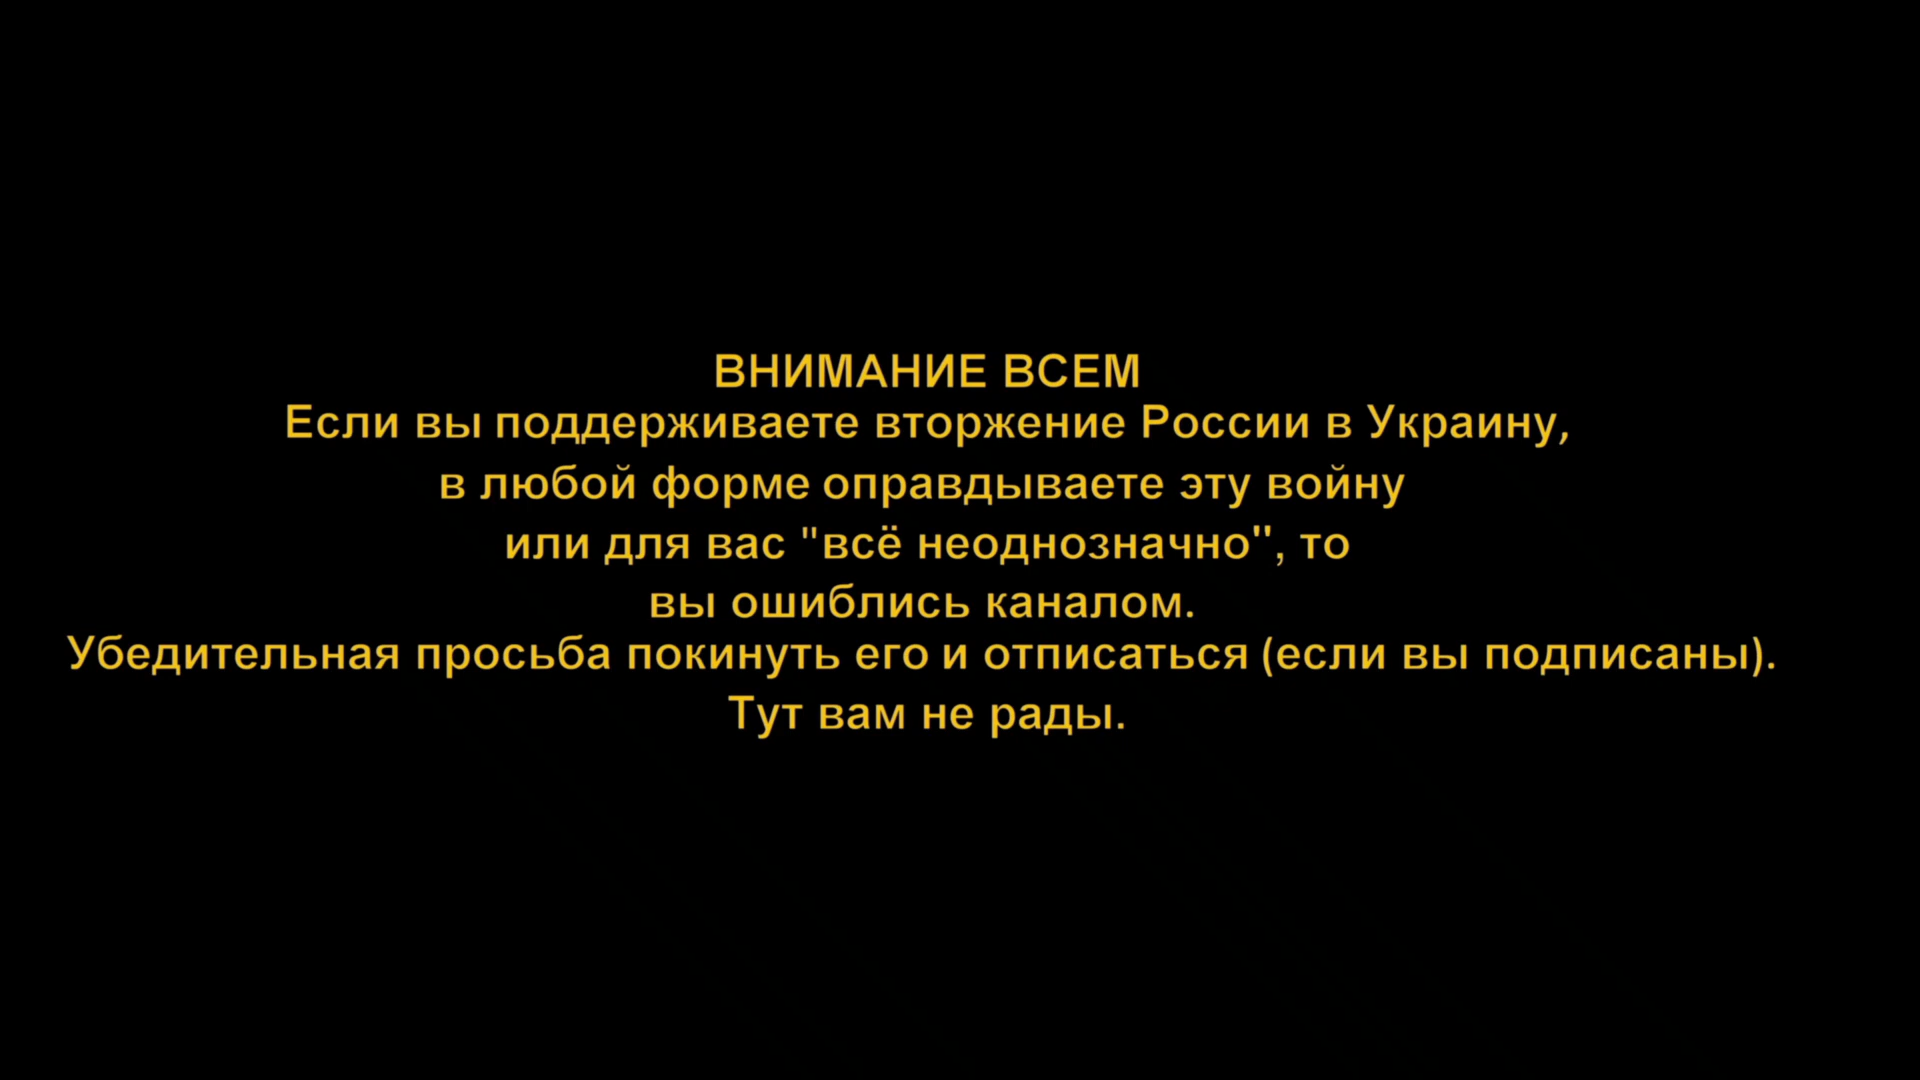 ВНИМАНИЕ ВСЕМ
Если вы поддерживаете вторжение России в Украину,
в любой форме оправдываете эту войну
или для вас "всё неоднозначно", то
вы ошиблись каналом.
Убедительная просьба покинуть его и отписаться (если вы подписаны).
Тут вам не рады.